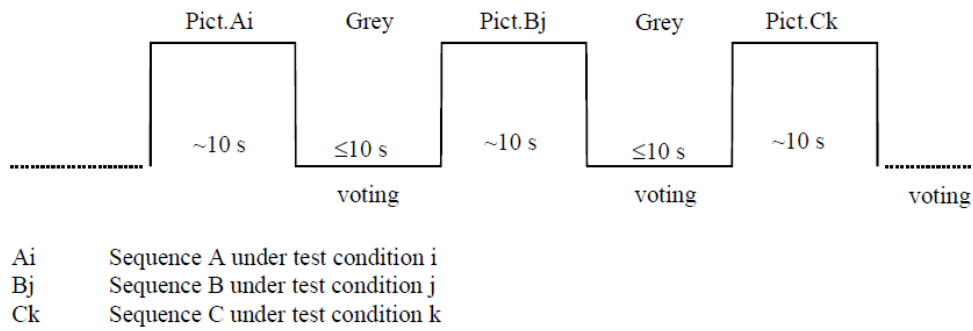 Pict.Ai Grey Pict.Bj Grey Pict.Ck
~10 s ≤10 s ~10 s ≤10 s ~10 s
voting voting voting
Ai Sequence A under test condition i
Bj Sequence B under test condition j
Ck Sequence C under test condition k